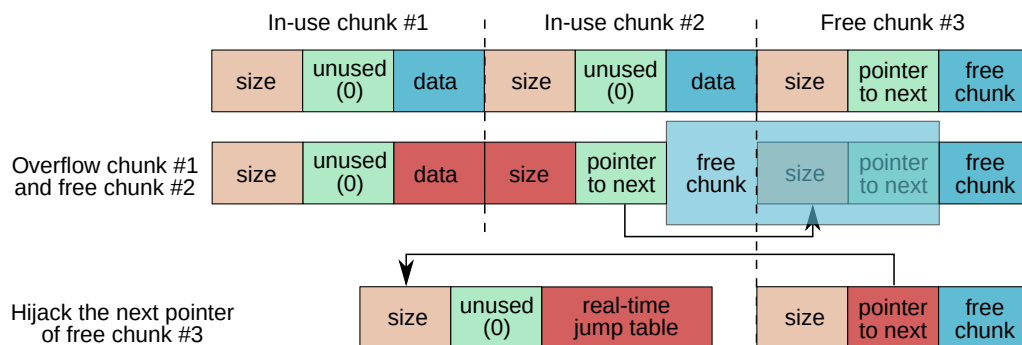 In-use chunk #1 In-use chunk #2 Free chunk #3
size unused (0) data size unused (0) data size pointer to next free chunk
Overflow chunk #1
and free chunk #2
size unused (0) data size pointer to next free chunk size pointer to next free chunk
Hijack the next pointer
of free chunk #3
size unused (0) real-time jump table size pointer to next free chunk